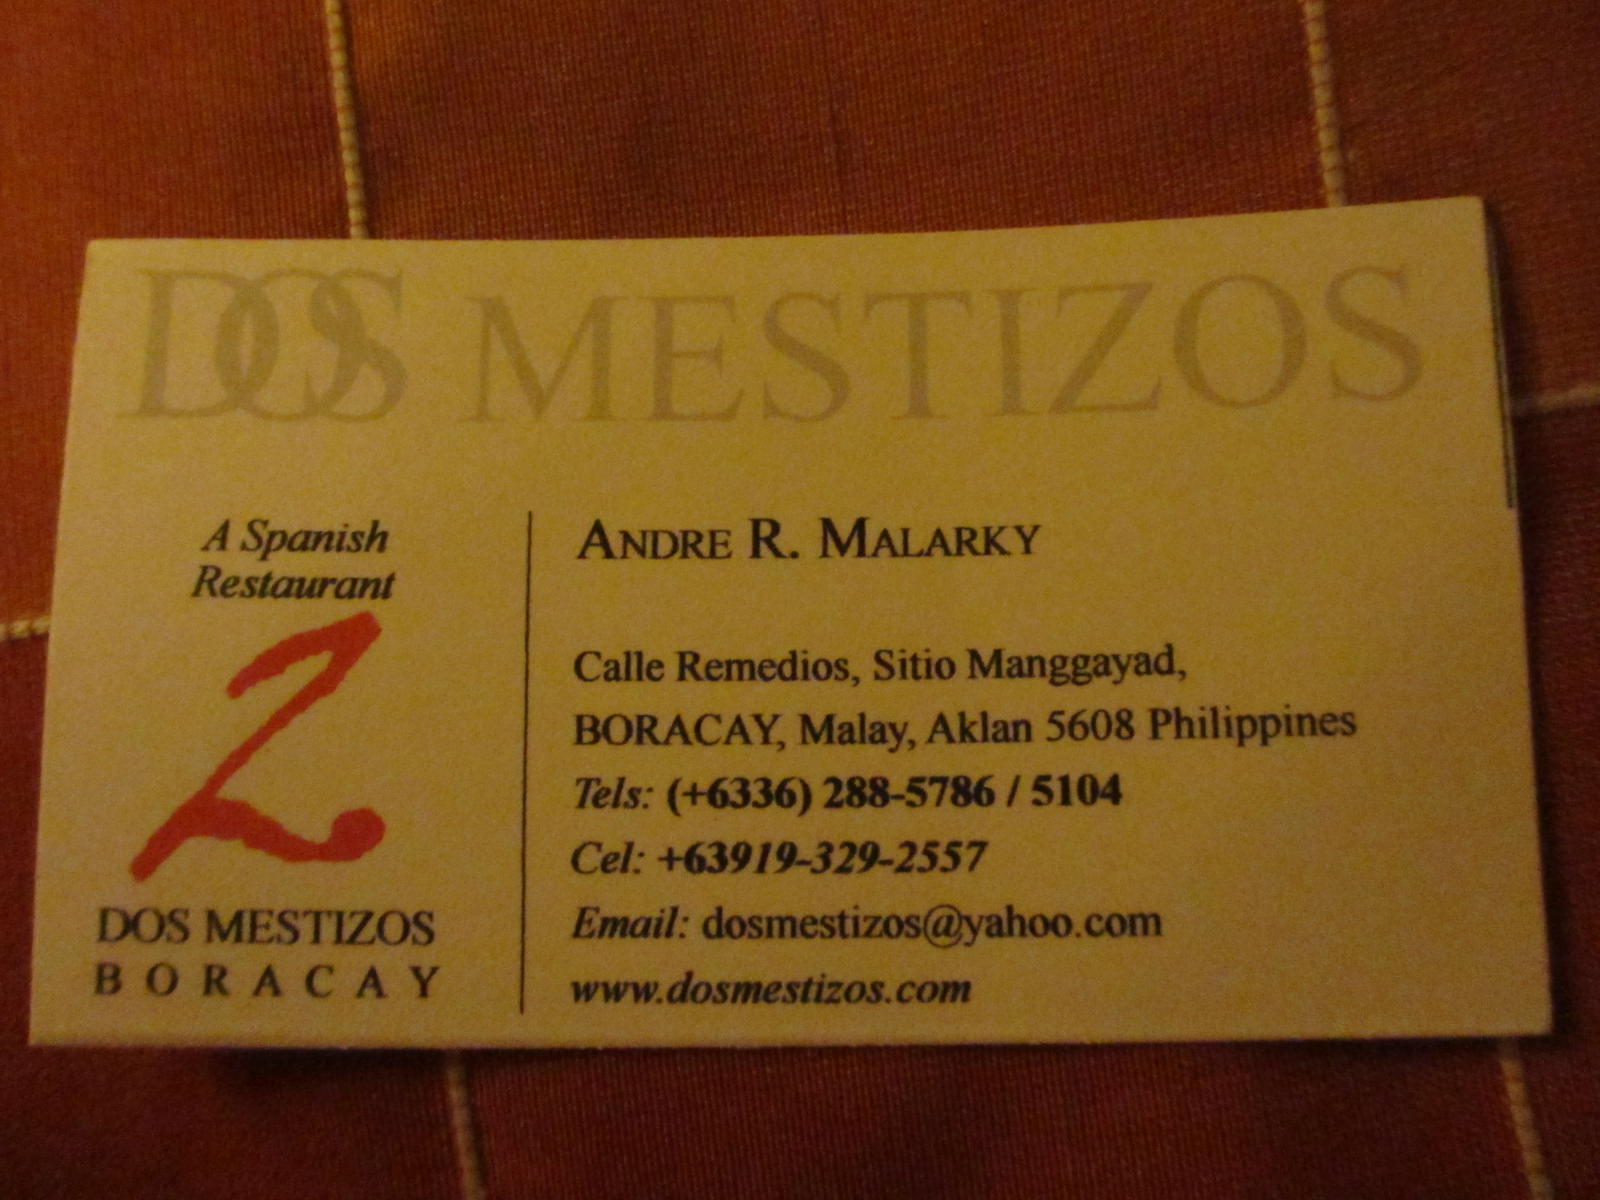 DOS MESTIZOS
A Spanish
Restaurant
2
DOS MESTIZOS
BORACAY
ANDRE R. MALARKY
Calle Remedios, Sitio Manggayad,
BORACAY, Malay, Aklan 5608 Philippines
Tels: (+6336) 288-5786 / 5104
Cel: +63919-329-2557
Email: dosmestizos@yahoo.com
www.dosmestizos.com